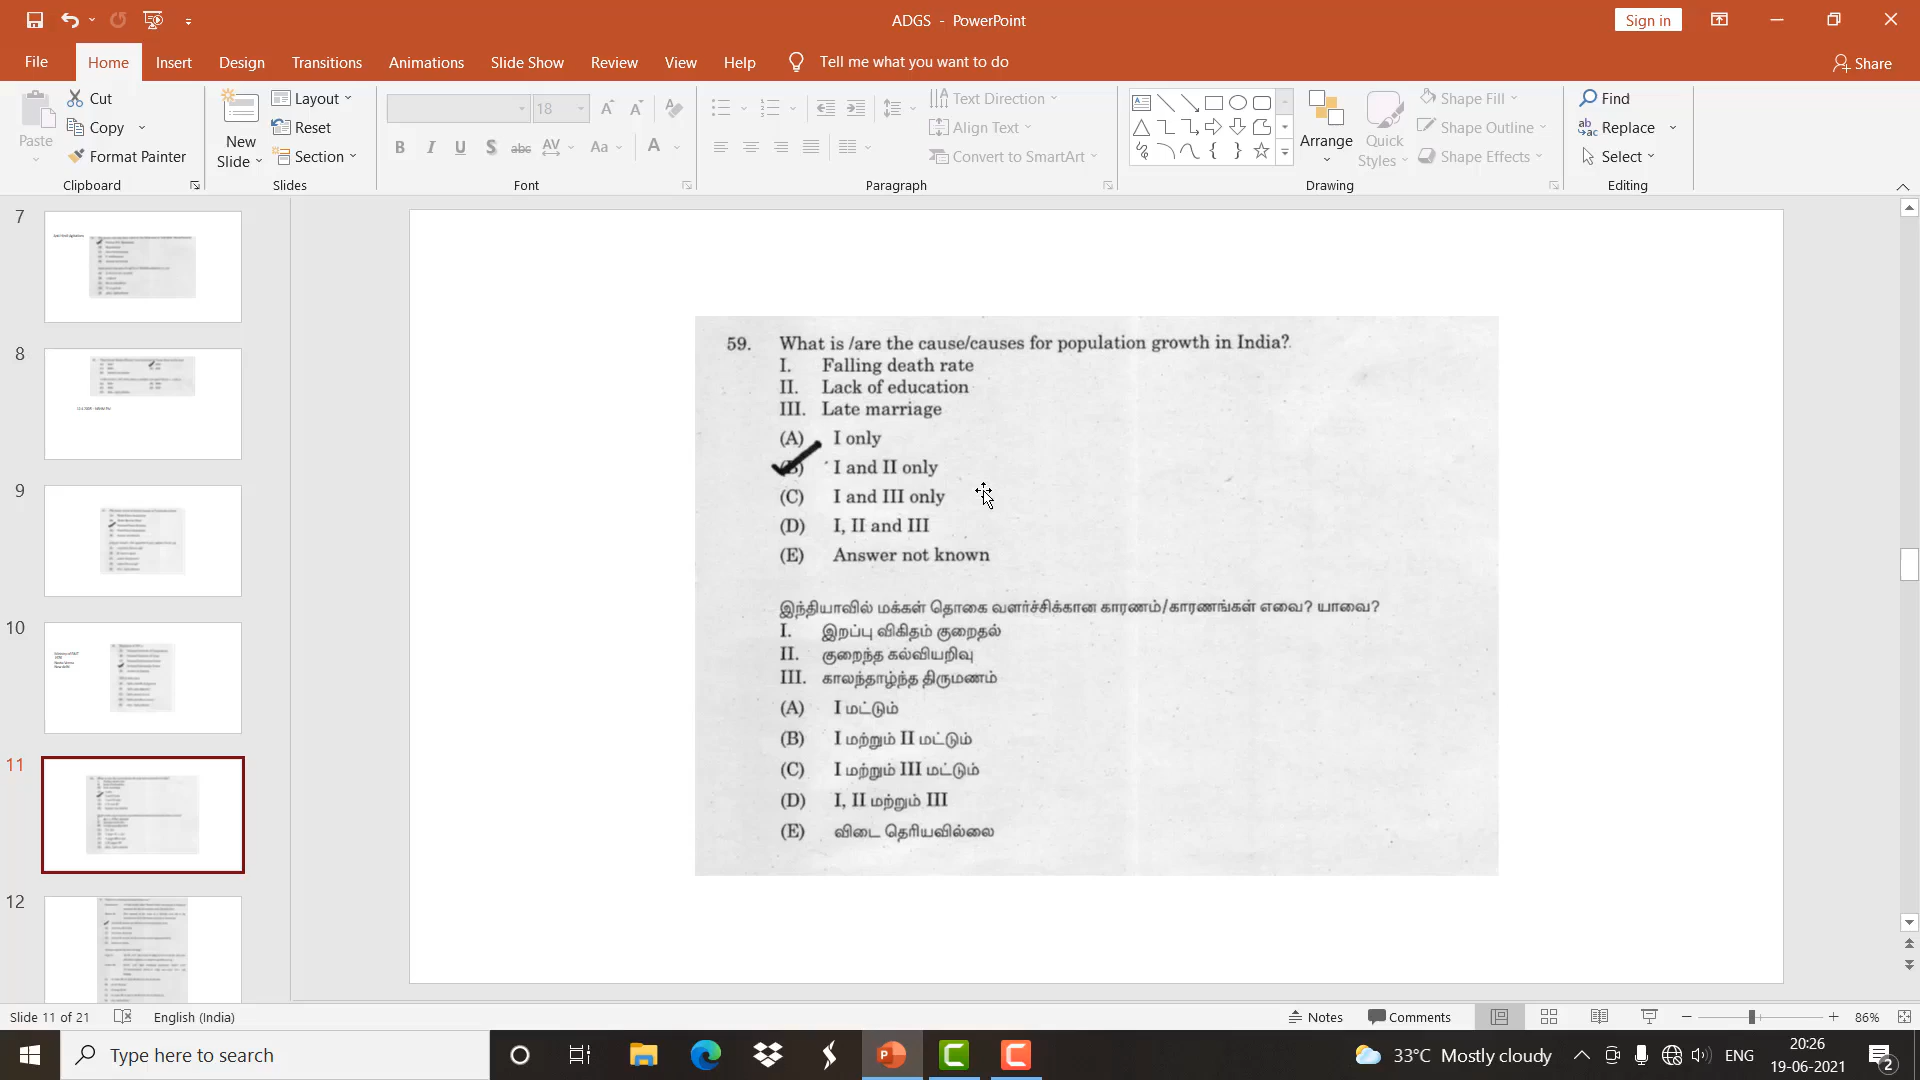 ADGS - PowerPoint
Sign in
File
Home
Insert
Design
Transitions
Animations
Slide Show
Review
View
Help
Tell me what you want to do
Share
Paste
Cut
Copy
Format Painter
Clipboard
New Slide
Layout
Reset
Section
Slides
18
Font
Text Direction
Align Text
Convert to SmartArt
Paragraph
Arrange
Quick Styles
Shape Fill
Shape Outline
Shape Effects
Drawing
Find
Replace
Select
Editing
7
8
9
10
11
12
59. What is /are the cause/causes for population growth in India?
I. Falling death rate
II. Lack of education
III. Late marriage
(A) I only
(B) I and II only
(C) I and III only
(D) I, II and III
(E) Answer not known
இந்தியாவில் மக்கள் தொகை வளர்ச்சிக்கான காரணம்/காரணங்கள் எவை? யாவை?
I. இறப்பு விகிதம் குறைதல்
II. குறைந்த கல்வியறிவு
III. காலந்தாழ்ந்த திருமணம்
(A) I மட்டும்
(B) I மற்றும் II மட்டும்
(C) I மற்றும் III மட்டும்
(D) I, II மற்றும் III
(E) விடை தெரியவில்லை
Slide 11 of 21
English (India)
Notes
Comments
86%
Type here to search
33°C Mostly cloudy
ENG
20:26
19-06-2021
2